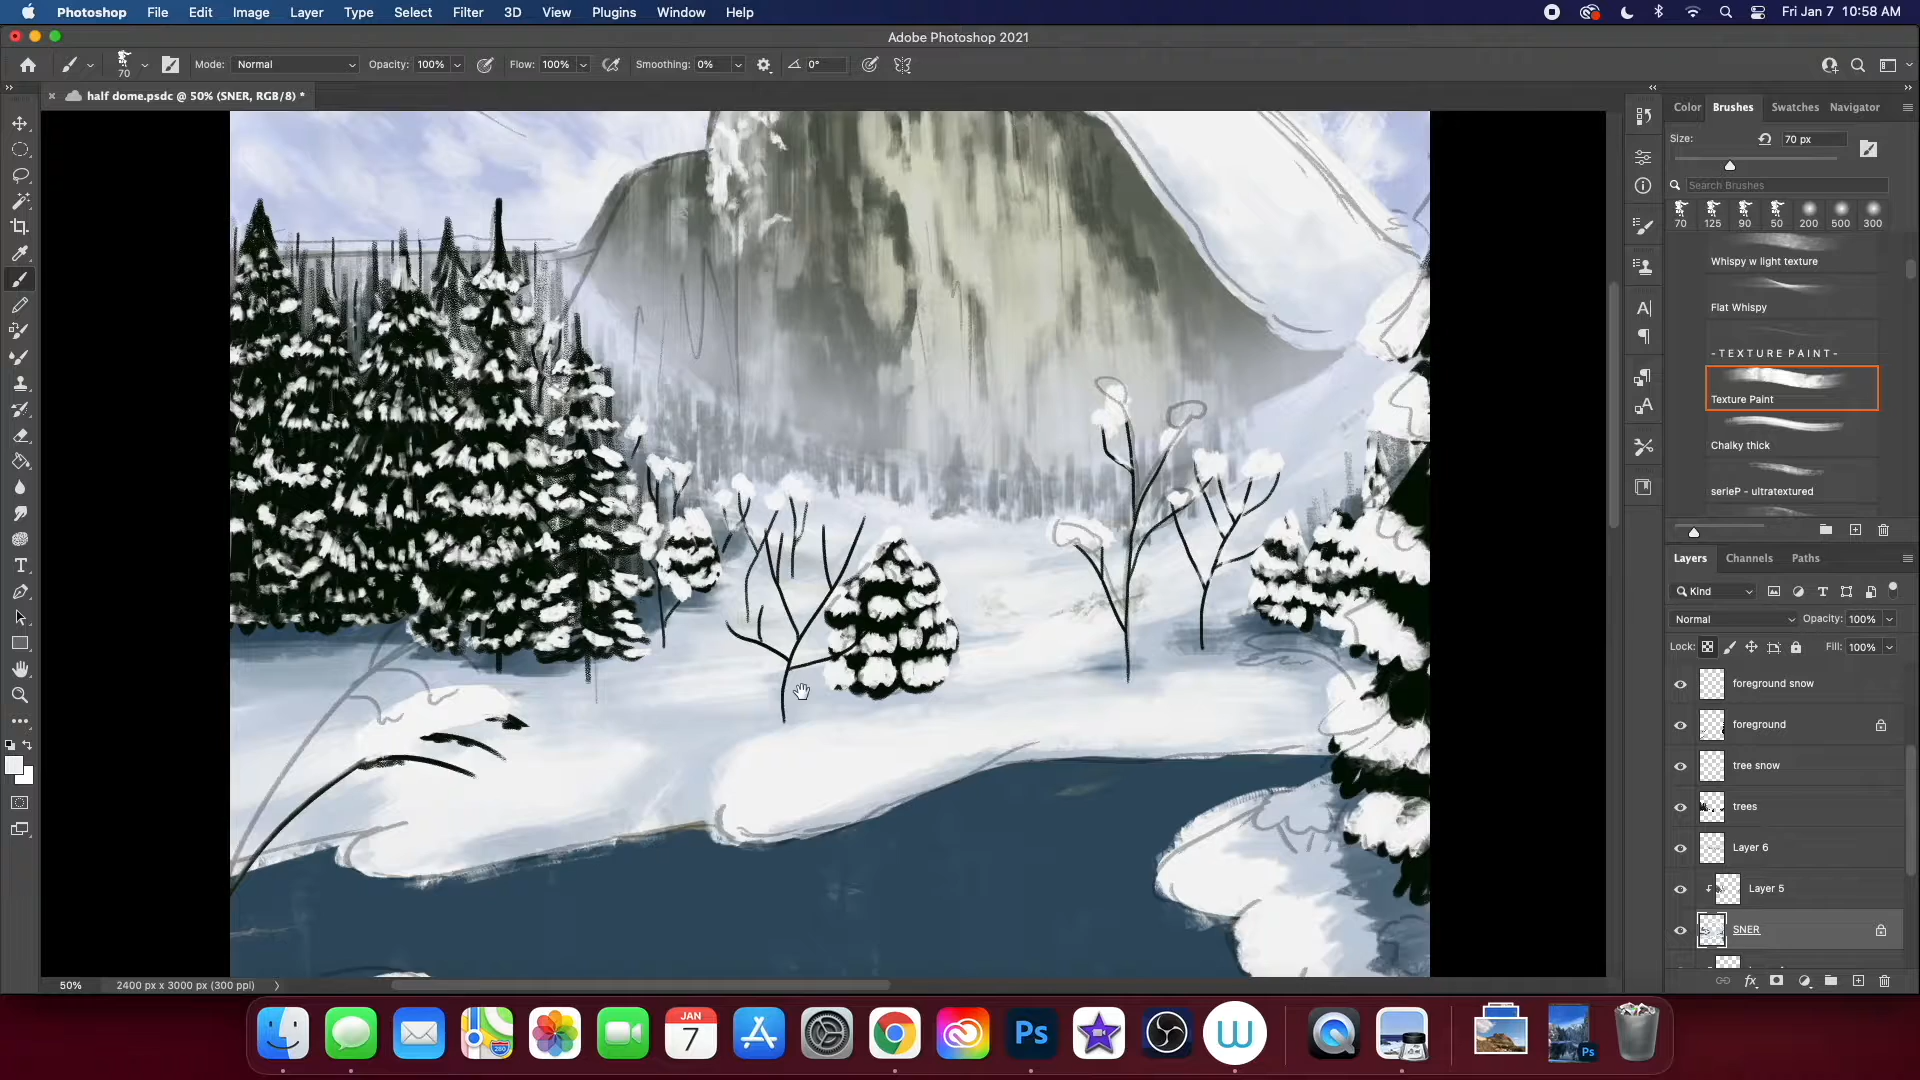 Photoshop File Edit Image Layer Type Select Filter 3D View Plugins Window Help Fri Jan 7 10:58 AM
Adobe Photoshop 2021
70 Mode: Normal Opacity: 100% Flow: 100% Smoothing: 0% 0°
half dome.psdc @ 50% (SNER, RGB/8) *
Color Brushes Swatches Navigator
Size: 70 px
Search Brushes
70 125 90 50 200 500 300
Whispy w light texture
Flat Whispy
- T E X T U R E P A I N T -
Texture Paint
Chalky thick
serieP - ultratextured
Layers Channels Paths
Kind
Normal Opacity: 100%
Lock: Fill: 100%
foreground snow
foreground
tree snow
trees
Layer 6
Layer 5
SNER
50% 2400 px x 3000 px (300 ppi)
JAN
7
280
Ps
W
Ps